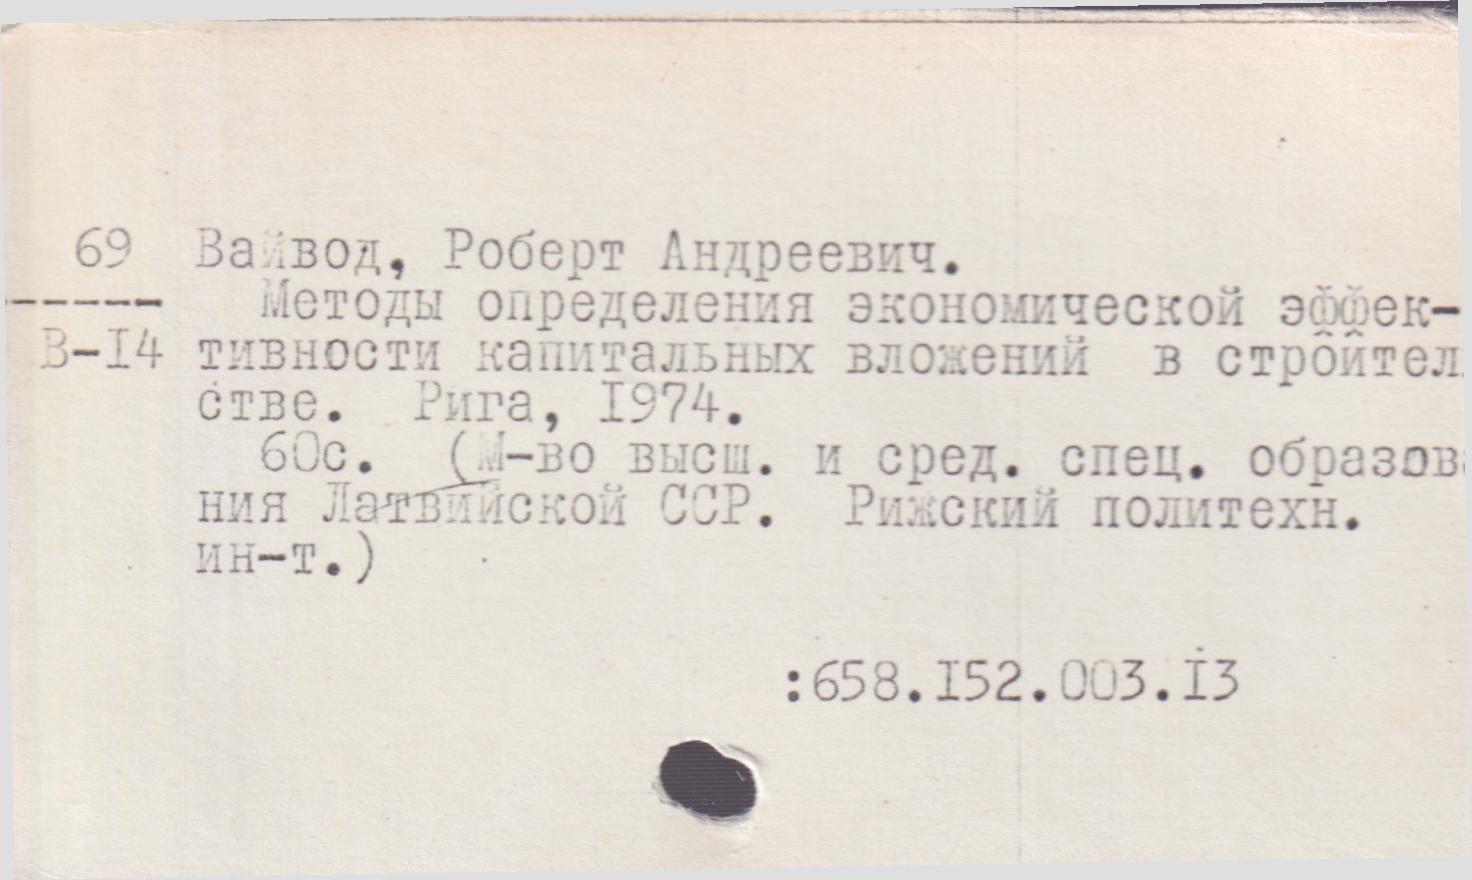 69 Вайвод, Роберт Андреевич.
----- Методы определения экономической эффек-
В-I4 тивности капитальных вложений в строител
стве. Рига, I974.
60с. (М-во высш. и сред. спец. образов
ния Латвийской ССР. Рижский политехн.
ин-т.)
:658.I52.003.I3